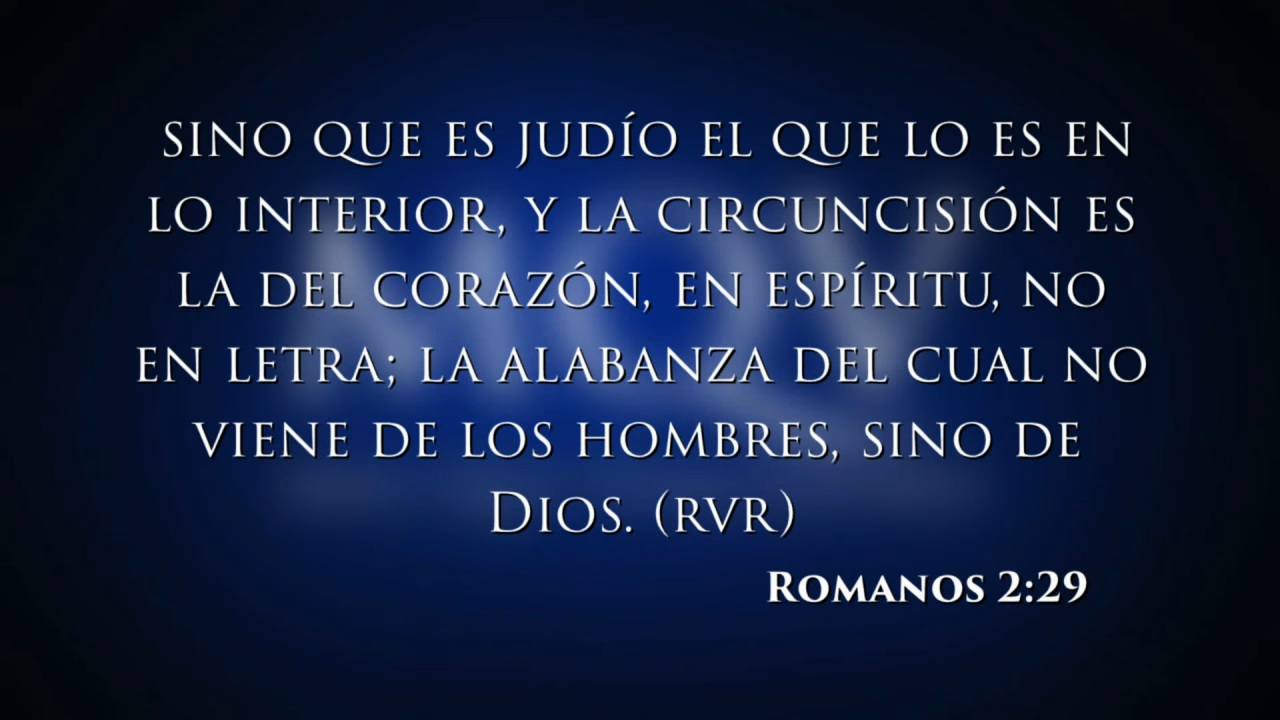 sino que es judío el que lo es en
lo interior, y la circuncisión es
la del corazón, en espíritu, no
en letra; la alabanza del cual no
viene de los hombres, sino de
Dios. (rvr)
Romanos 2:29